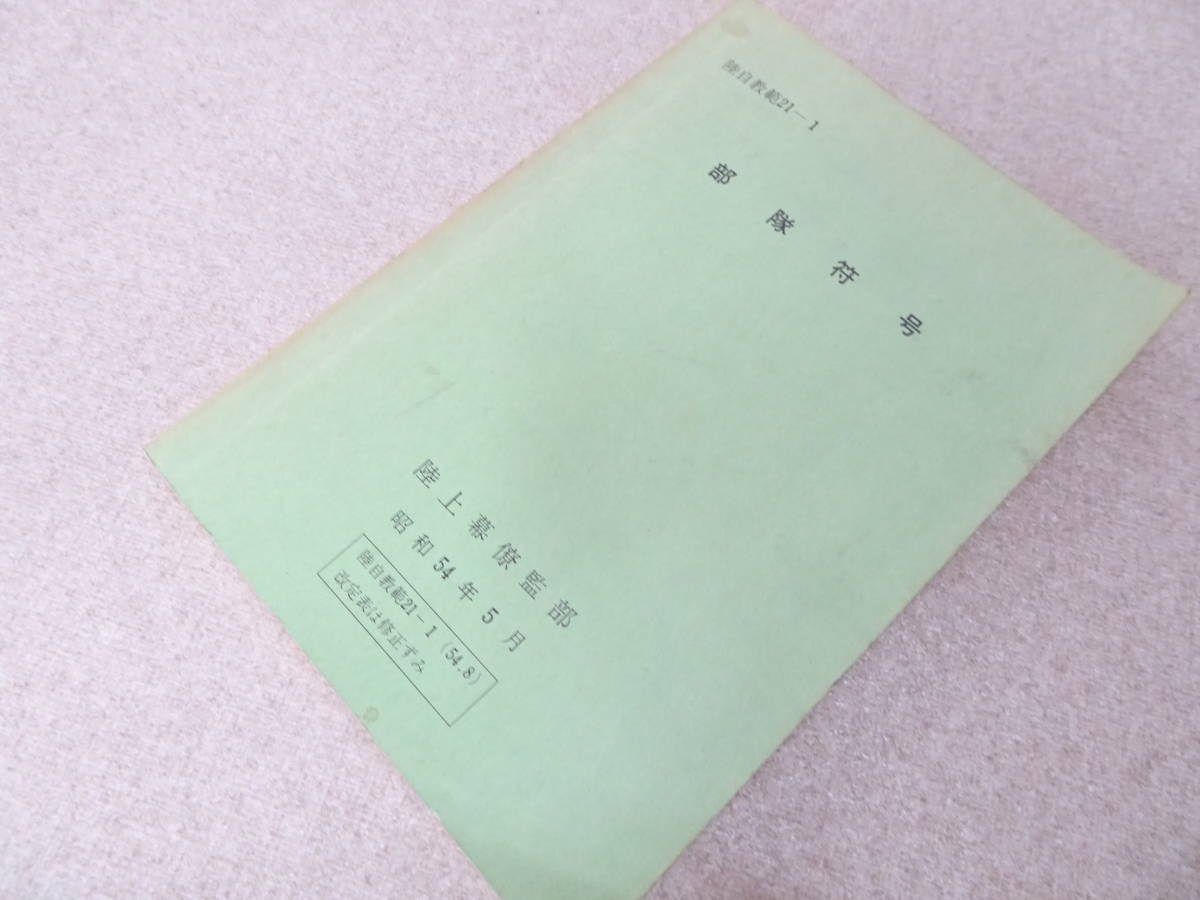 陸自教範21－1
部隊符号
陸上幕僚監部
昭和54年5月
陸自教範21－1(54.8)
改定表は修正ずみ